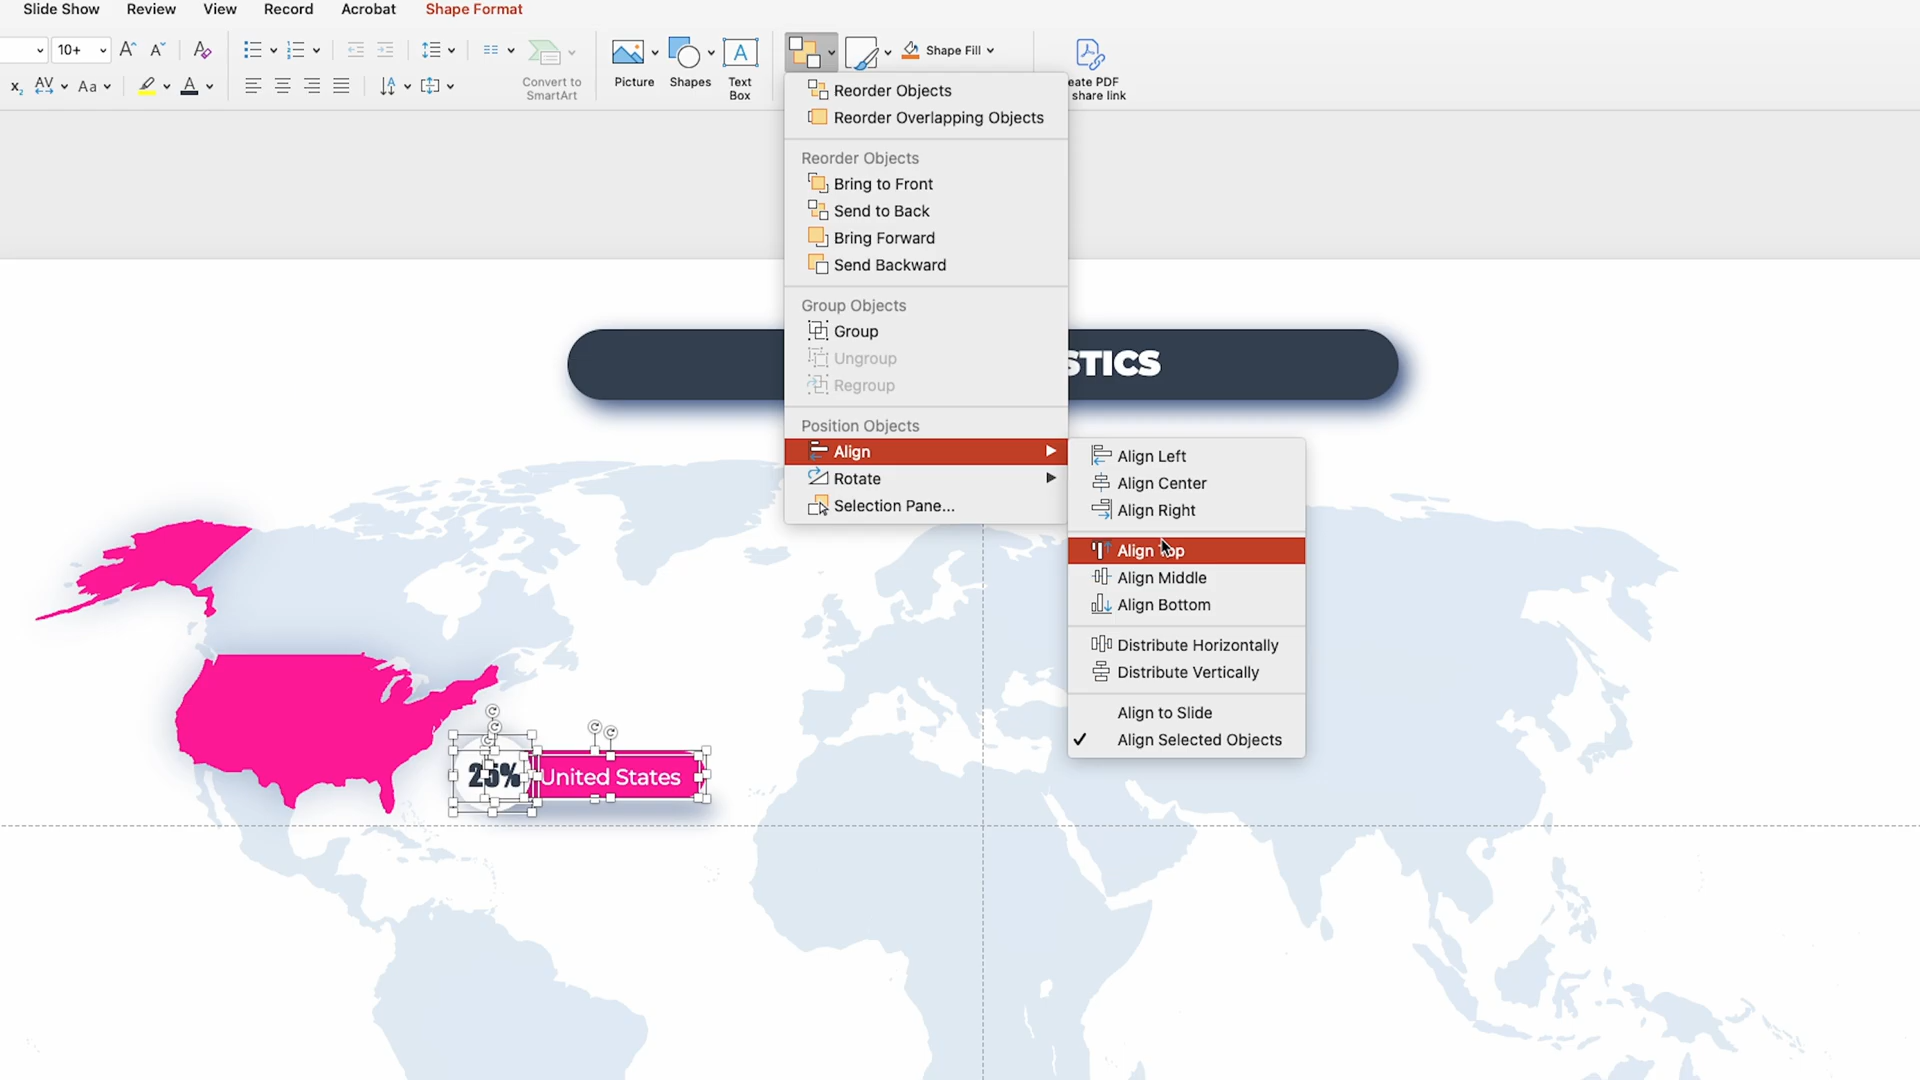 Slide Show Review View Record Acrobat Shape Format
10+
Shape Fill
Picture Shapes Text Box
Convert to SmartArt
eate PDF
share link
Reorder Objects
Reorder Overlapping Objects
Reorder Objects
Bring to Front
Send to Back
Bring Forward
Send Backward
Group Objects
Group
Ungroup
Regroup
Position Objects
Align
Rotate
Selection Pane...
Align Left
Align Center
Align Right
Align Top
Align Middle
Align Bottom
Distribute Horizontally
Distribute Vertically
Align to Slide
Align Selected Objects
STICS
25% United States